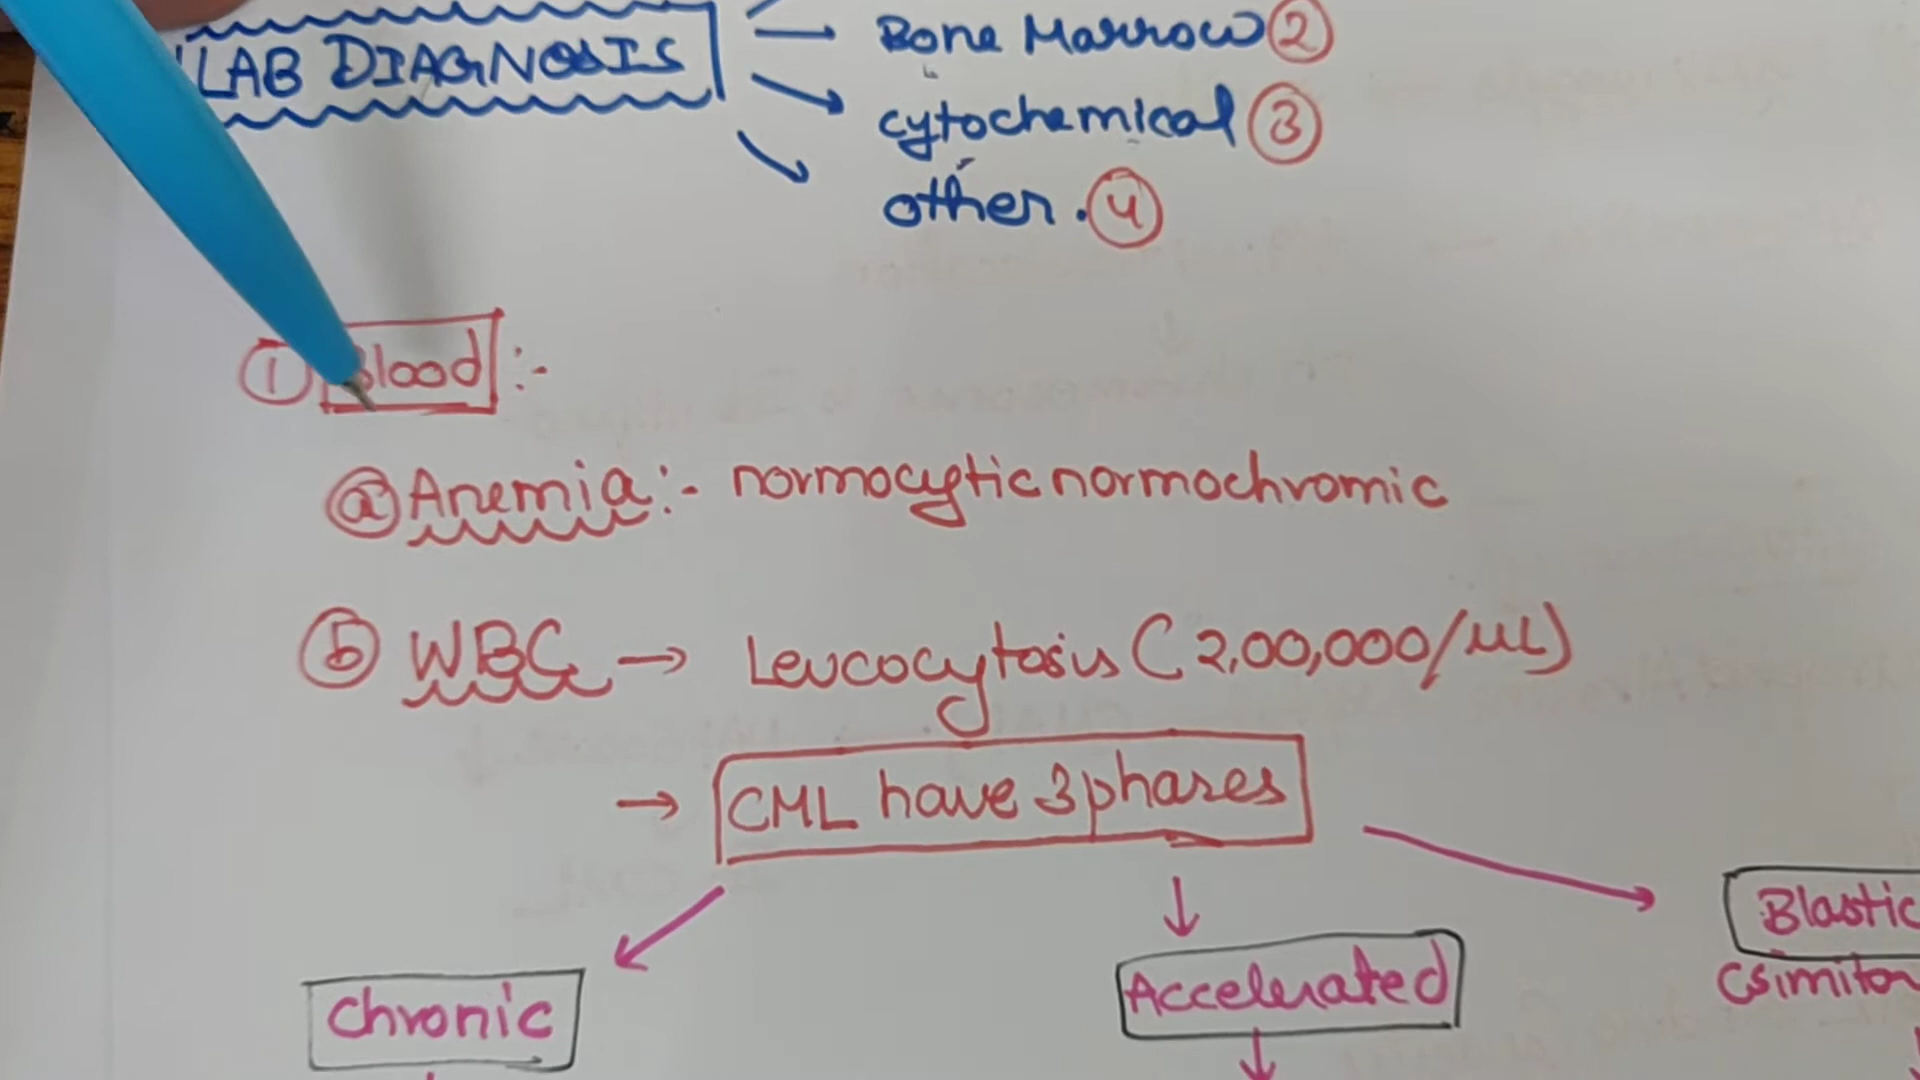 Bone Marrow 2
LAB DIAGNOSIS
cytochemical 3
other. 4
1 Blood :-
a Anemia :- normocytic normochromic
b WBC → Leucocytosis (2,00,000/uL)
→ CML have 3 phases
Blastic
Chronic
Accelerated